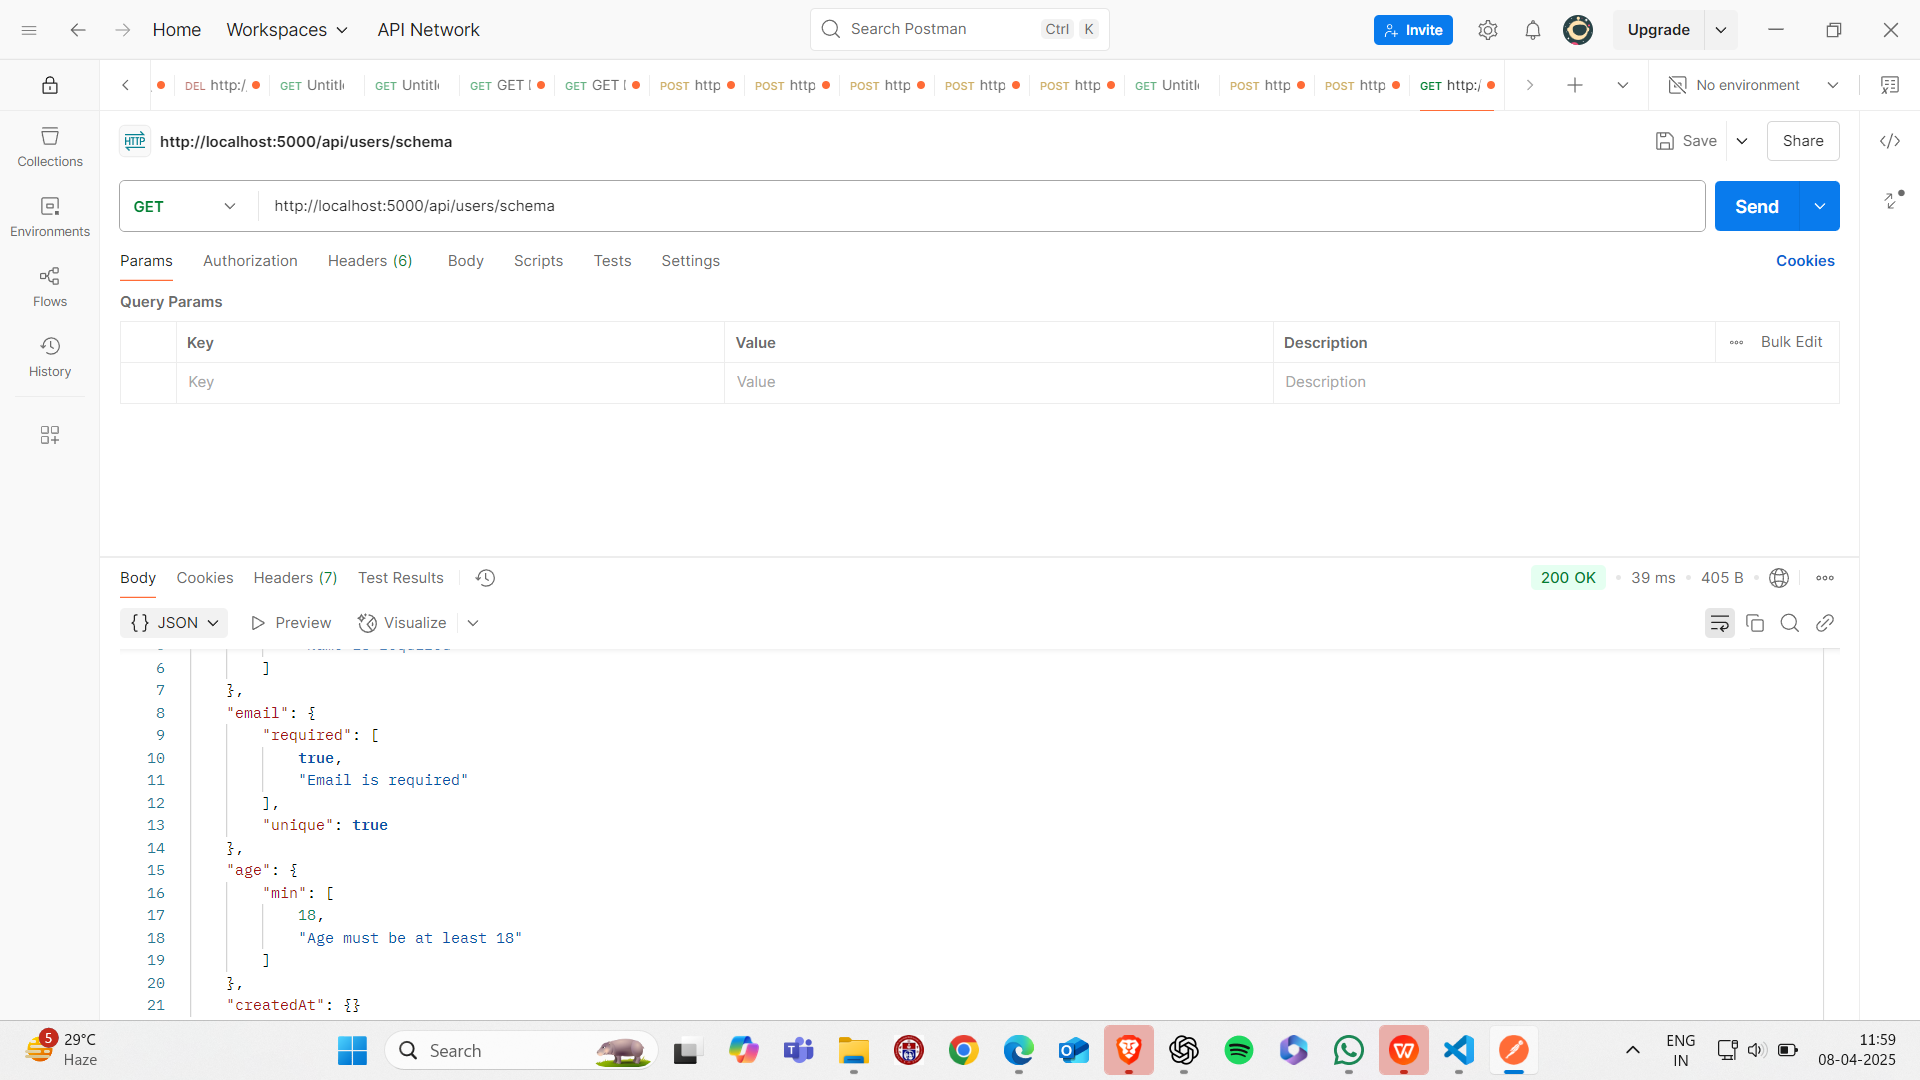 Home Workspaces API Network Search Postman Ctrl K Invite Upgrade
DEL http:/ GET Untitle GET Untitle GET GET GET GET POST http POST http POST http POST http POST http GET Untitle POST http POST http GET http:/ No environment
HTTP http://localhost:5000/api/users/schema Save Share
Collections
Environments
Flows
History
GET http://localhost:5000/api/users/schema Send
Params Authorization Headers (6) Body Scripts Tests Settings Cookies
Query Params
Key Value Description Bulk Edit
Key Value Description
Body Cookies Headers (7) Test Results 200 OK 39 ms 405 B
{} JSON Preview Visualize
6 ]
7 },
8 "email": {
9 "required": [
10 true,
11 "Email is required"
12 ],
13 "unique": true
14 },
15 "age": {
16 "min": [
17 18,
18 "Age must be at least 18"
19 ]
20 },
21 "createdAt": {}
5 29°C
Haze
Search
ENG
IN
11:59
08-04-2025